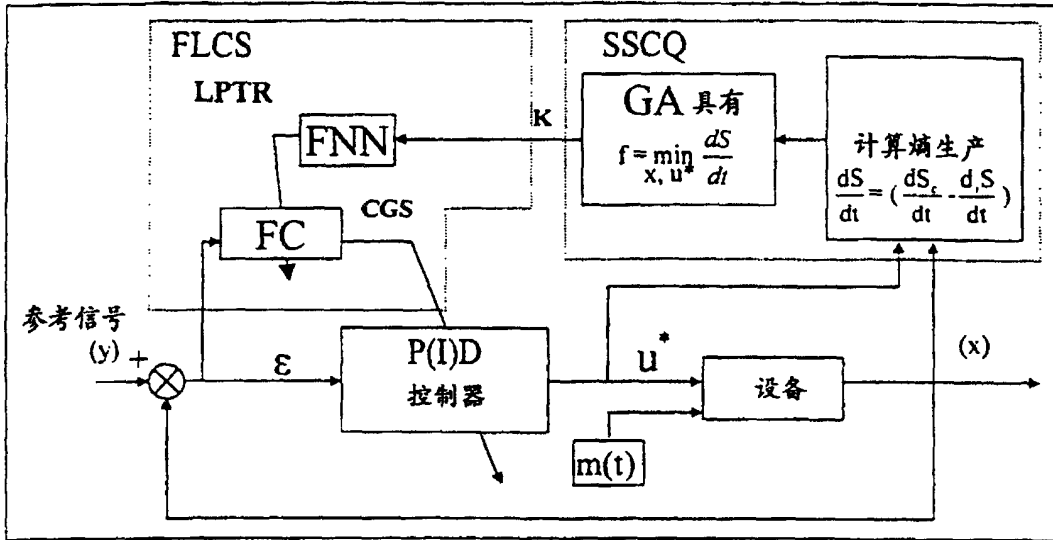 FLCS
LPTR
FNN
CGS
FC
K
SSCQ
GA 具有
f = min dS/dt
x, u*
计算熵生产
dS/dt = ( dS_c/dt - d_iS/dt )
参考信号
(y) +
ε
P(I)D
控制器
u*
m(t)
设备
(x)